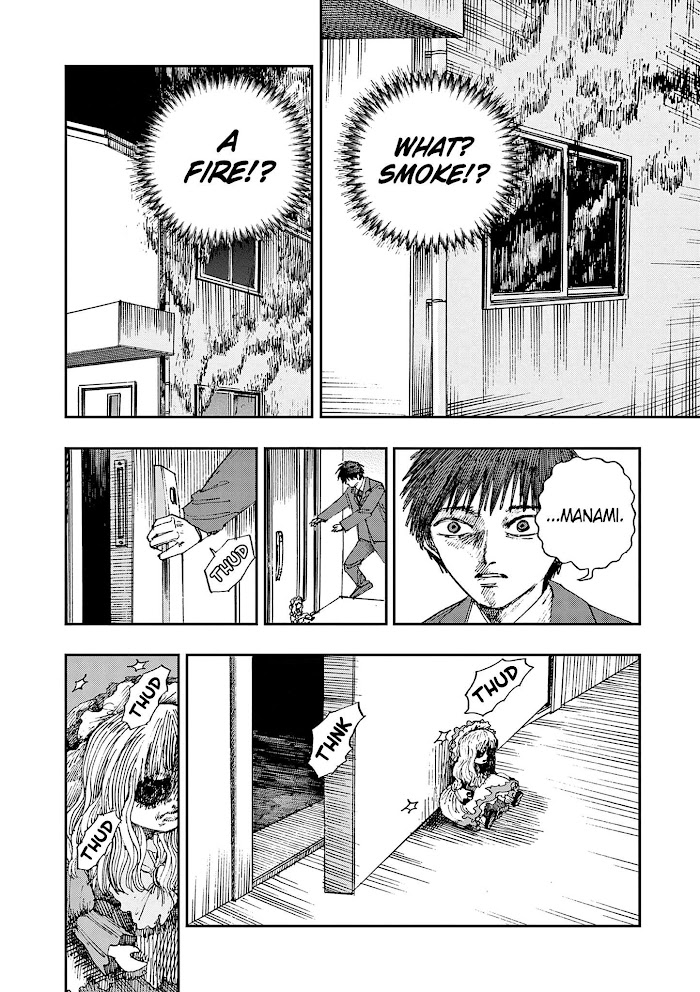 WHAT?
SMOKE!?
A
FIRE!?
...MANAMI.
THUD
THUD
THNK
THUD
THUD